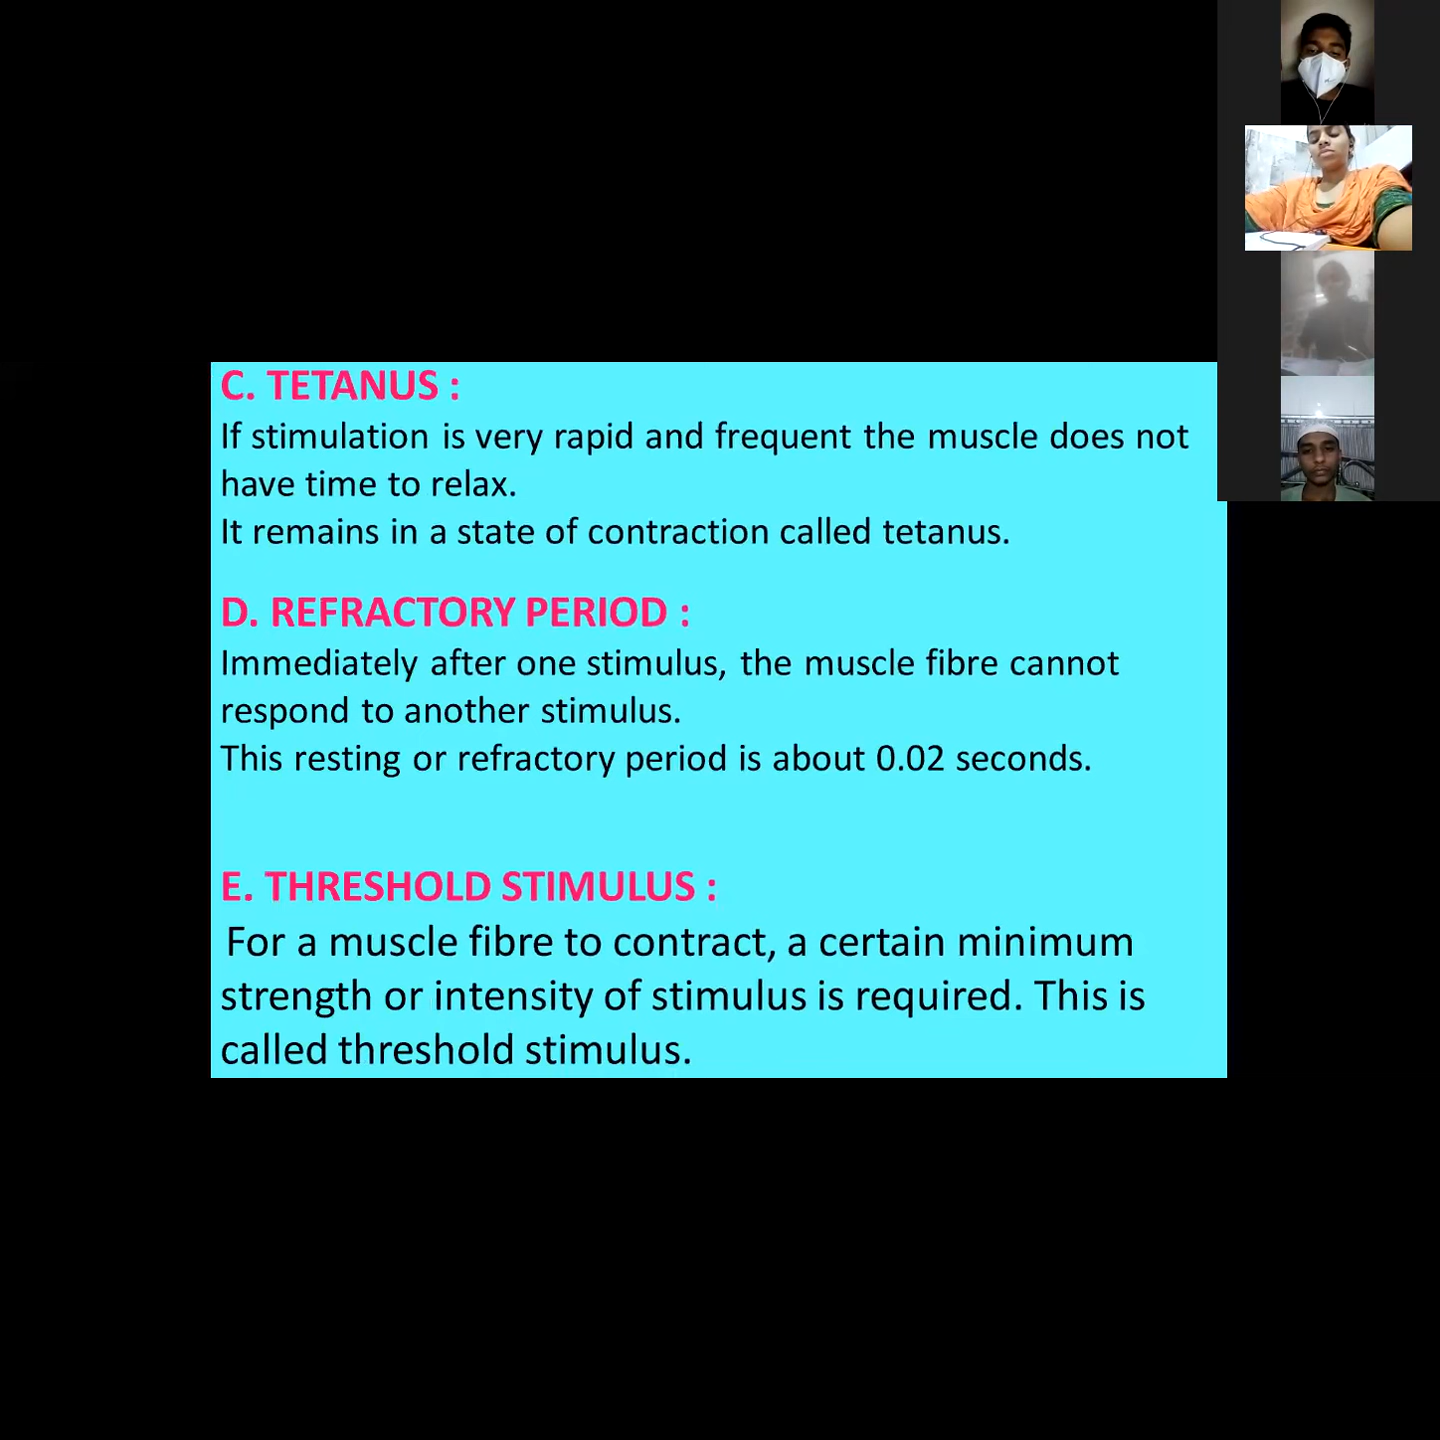 C. TETANUS :
If stimulation is very rapid and frequent the muscle does not
have time to relax.
It remains in a state of contraction called tetanus.
D. REFRACTORY PERIOD :
Immediately after one stimulus, the muscle fibre cannot
respond to another stimulus.
This resting or refractory period is about 0.02 seconds.
E. THRESHOLD STIMULUS :
For a muscle fibre to contract, a certain minimum
strength or intensity of stimulus is required. This is
called threshold stimulus.